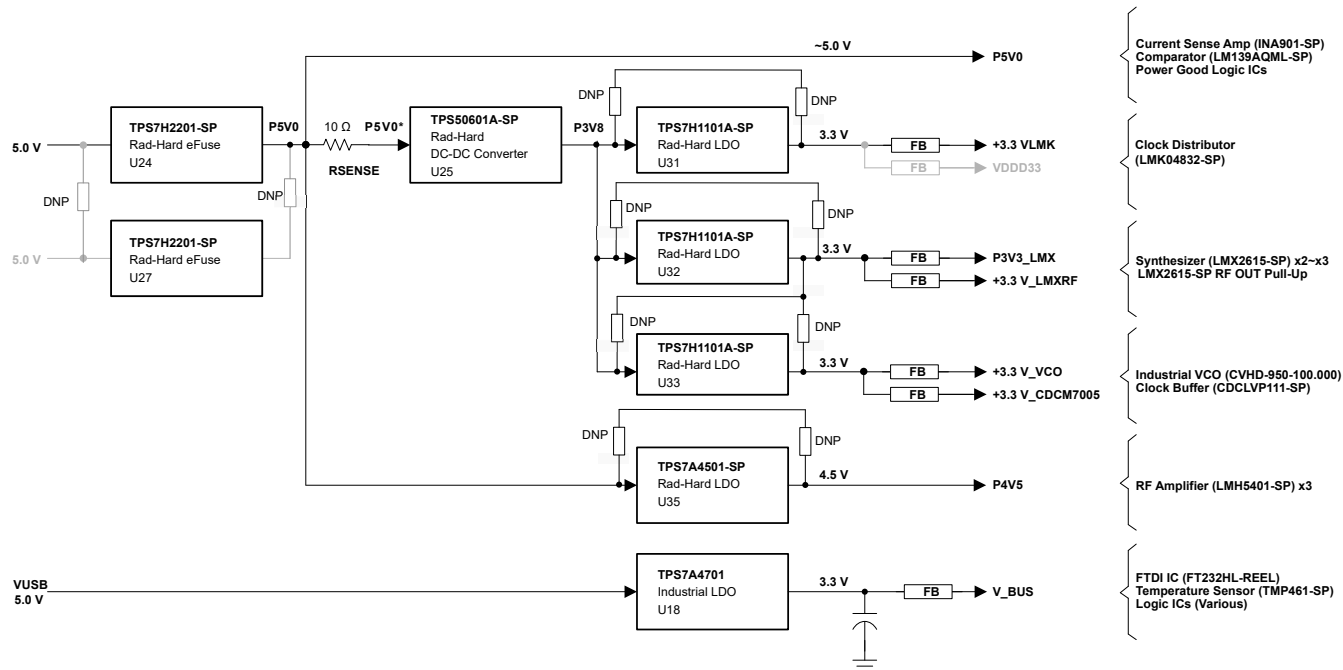 ~5.0 V
P5V0
Current Sense Amp (INA901-SP)
Comparator (LM139AQML-SP)
Power Good Logic ICs
DNP
DNP
TPS7H2201-SP
Rad-Hard eFuse
U24
5.0 V
P5V0
10 Ω
RSENSE
P5V0*
TPS50601A-SP
Rad-Hard
DC-DC Converter
U25
P3V8
TPS7H1101A-SP
Rad-Hard LDO
U31
3.3 V
FB
+3.3 VLMK
FB
VDDD33
Clock Distributor
(LMK04832-SP)
DNP
DNP
TPS7H2201-SP
Rad-Hard eFuse
U27
5.0 V
DNP
DNP
TPS7H1101A-SP
Rad-Hard LDO
U32
3.3 V
FB
P3V3_LMX
FB
+3.3 V_LMXRF
Synthesizer (LMX2615-SP) x2~x3
LMX2615-SP RF OUT Pull-Up
DNP
DNP
TPS7H1101A-SP
Rad-Hard LDO
U33
3.3 V
FB
+3.3 V_VCO
FB
+3.3 V_CDCM7005
Industrial VCO (CVHD-950-100.000)
Clock Buffer (CDCLVP111-SP)
DNP
DNP
TPS7A4501-SP
Rad-Hard LDO
U35
4.5 V
P4V5
RF Amplifier (LMH5401-SP) x3
VUSB
5.0 V
TPS7A4701
Industrial LDO
U18
3.3 V
FB
V_BUS
FTDI IC (FT232HL-REEL)
Temperature Sensor (TMP461-SP)
Logic ICs (Various)